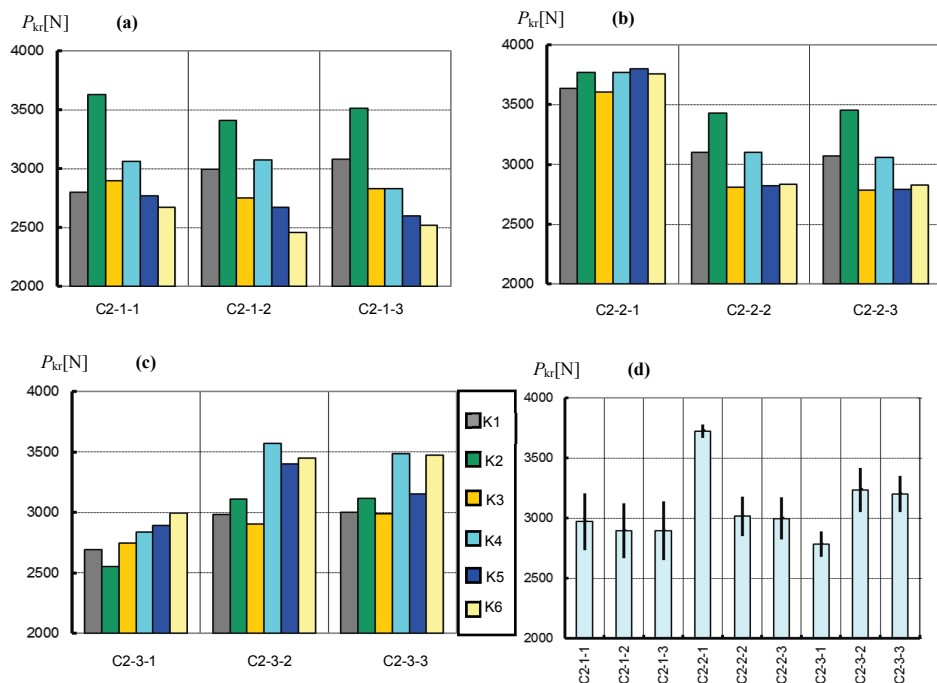 Pkr[N] (a)
4000
3500
3000
2500
2000
C2-1-1 C2-1-2 C2-1-3
Pkr[N] (b)
4000
3500
3000
2500
2000
C2-2-1 C2-2-2 C2-2-3
Pkr[N] (c)
4000
3500
3000
2500
2000
C2-3-1 C2-3-2 C2-3-3
K1
K2
K3
K4
K5
K6
Pkr[N] (d)
4000
3500
3000
2500
2000
C2-1-1
C2-1-2
C2-1-3
C2-2-1
C2-2-2
C2-2-3
C2-3-1
C2-3-2
C2-3-3